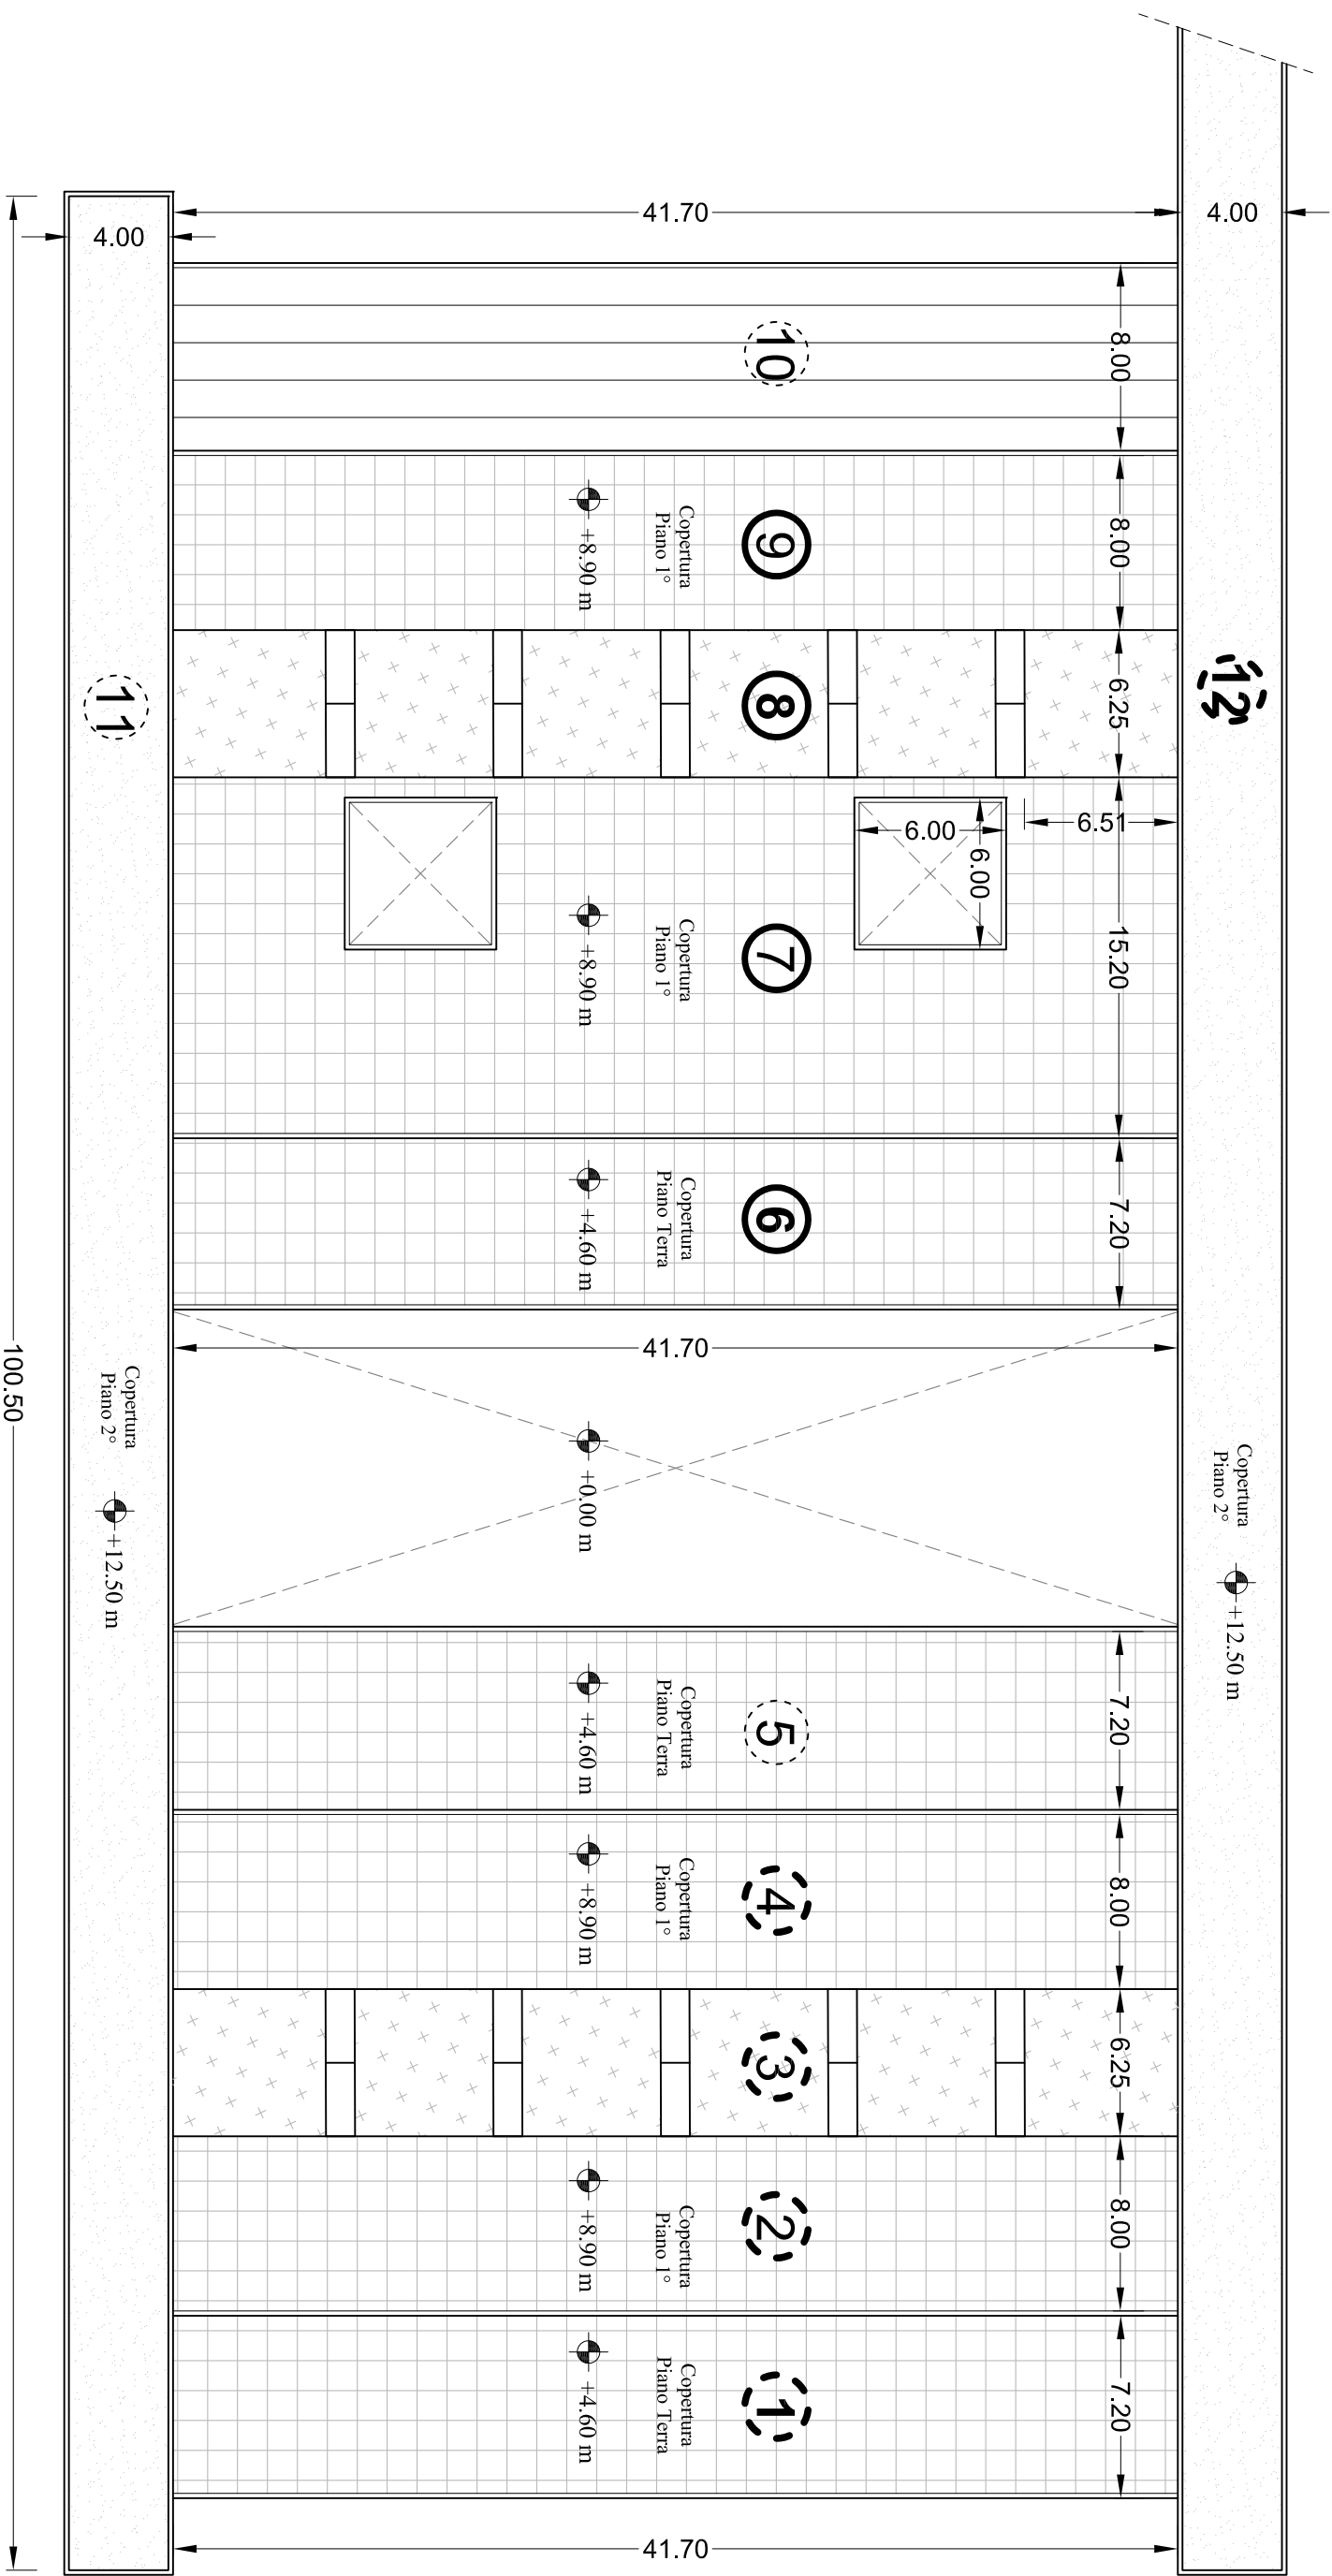 41.70
4.00
4.00
10
8.00
9
Copertura
Piano 1°
+8.90 m
8.00
8
6.25
12
11
6.00
6.00
6.51
7
Copertura
Piano 1°
+8.90 m
15.20
6
Copertura
Piano Terra
+4.60 m
7.20
41.70
+0.00 m
100.50
Copertura
Piano 2°
+12.50 m
Copertura
Piano 2°
+12.50 m
5
Copertura
Piano Terra
+4.60 m
7.20
4
Copertura
Piano 1°
+8.90 m
8.00
3
6.25
2
Copertura
Piano 1°
+8.90 m
8.00
1
Copertura
Piano Terra
+4.60 m
7.20
41.70